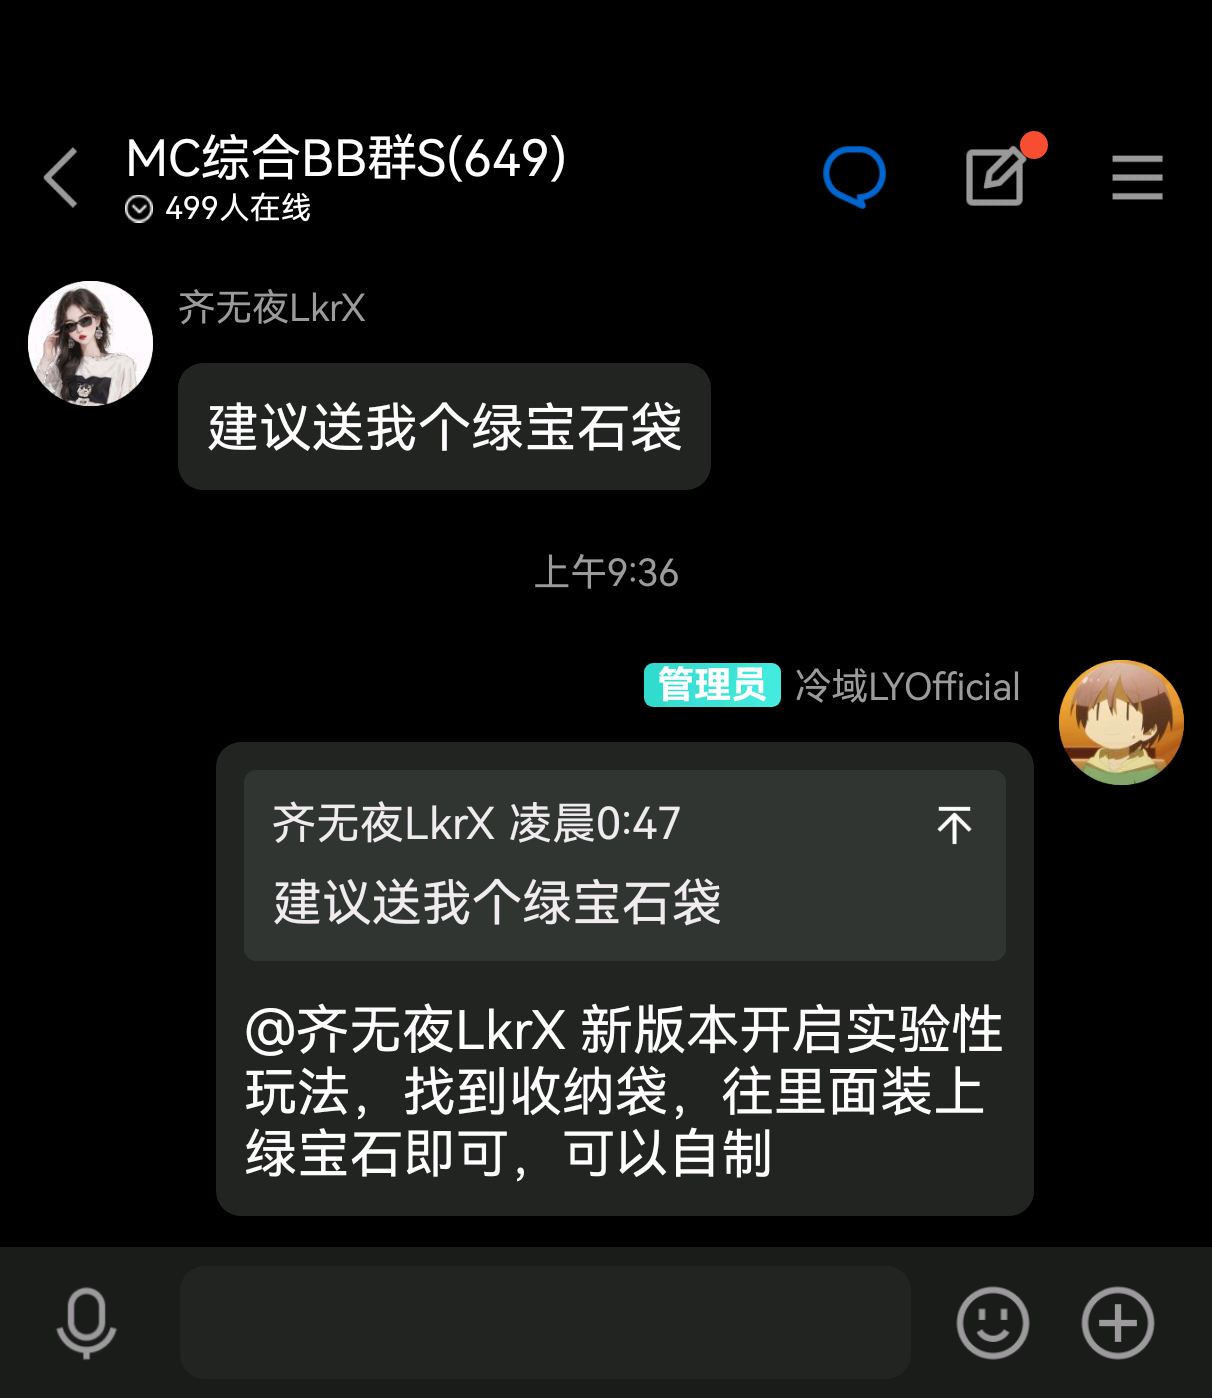 MC综合BB群S(649)
499人在线
齐无夜LkrX
建议送我个绿宝石袋
上午9:36
管理员 冷域LYOfficial
齐无夜LkrX 凌晨0:47
建议送我个绿宝石袋
@齐无夜LkrX 新版本开启实验性
玩法，找到收纳袋，往里面装上
绿宝石即可，可以自制